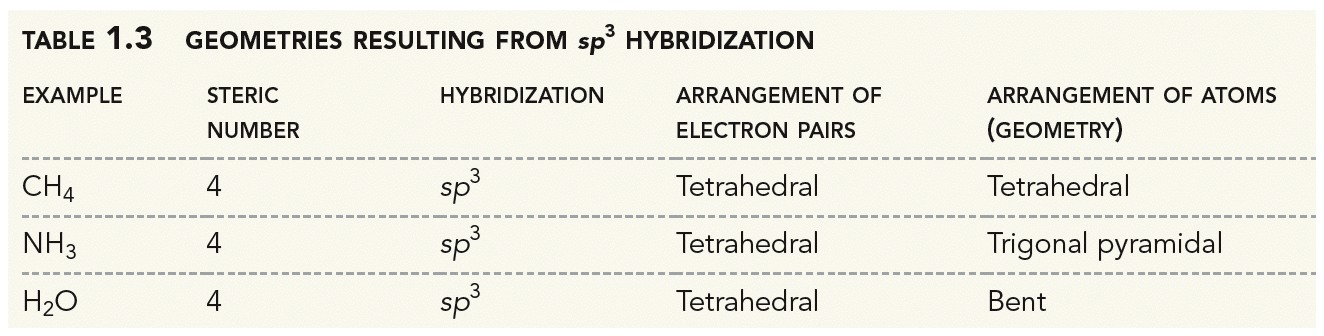 TABLE 1.3 GEOMETRIES RESULTING FROM sp³ HYBRIDIZATION
EXAMPLE STERIC NUMBER HYBRIDIZATION ARRANGEMENT OF ELECTRON PAIRS ARRANGEMENT OF ATOMS (GEOMETRY)
CH₄ 4 sp³ Tetrahedral Tetrahedral
NH₃ 4 sp³ Tetrahedral Trigonal pyramidal
H₂O 4 sp³ Tetrahedral Bent